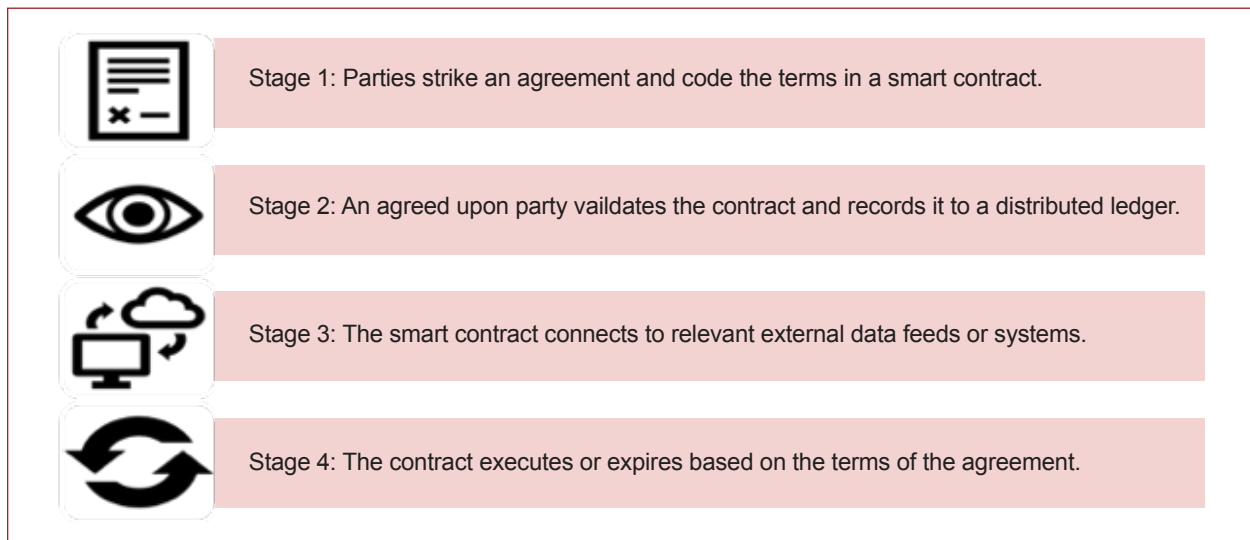 Stage 1: Parties strike an agreement and code the terms in a smart contract.
Stage 2: An agreed upon party vaildates the contract and records it to a distributed ledger.
Stage 3: The smart contract connects to relevant external data feeds or systems.
Stage 4: The contract executes or expires based on the terms of the agreement.